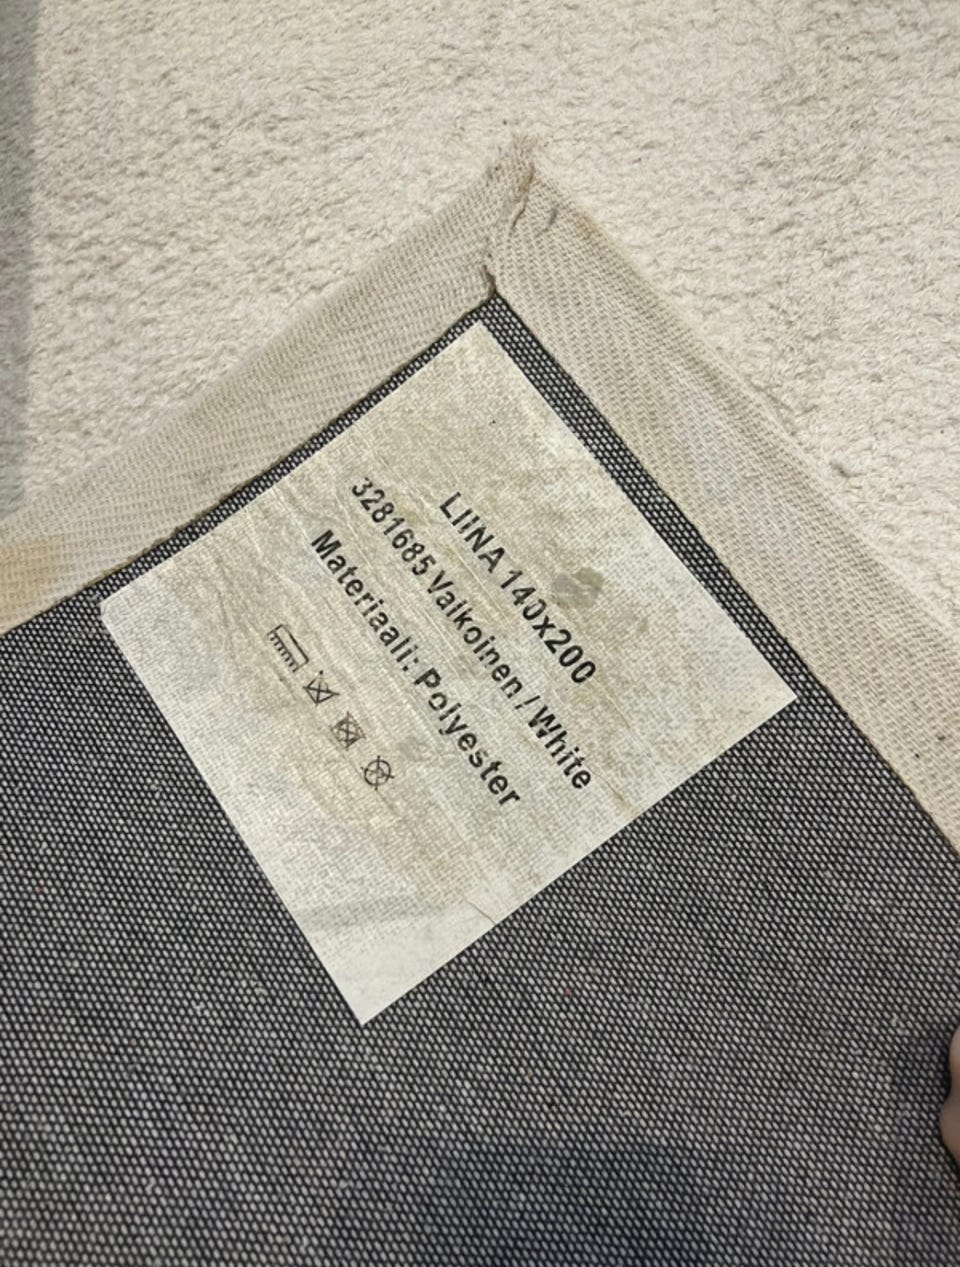 LIINA 140x200
3281685 Valkoinen / White
Materiaali: Polyester